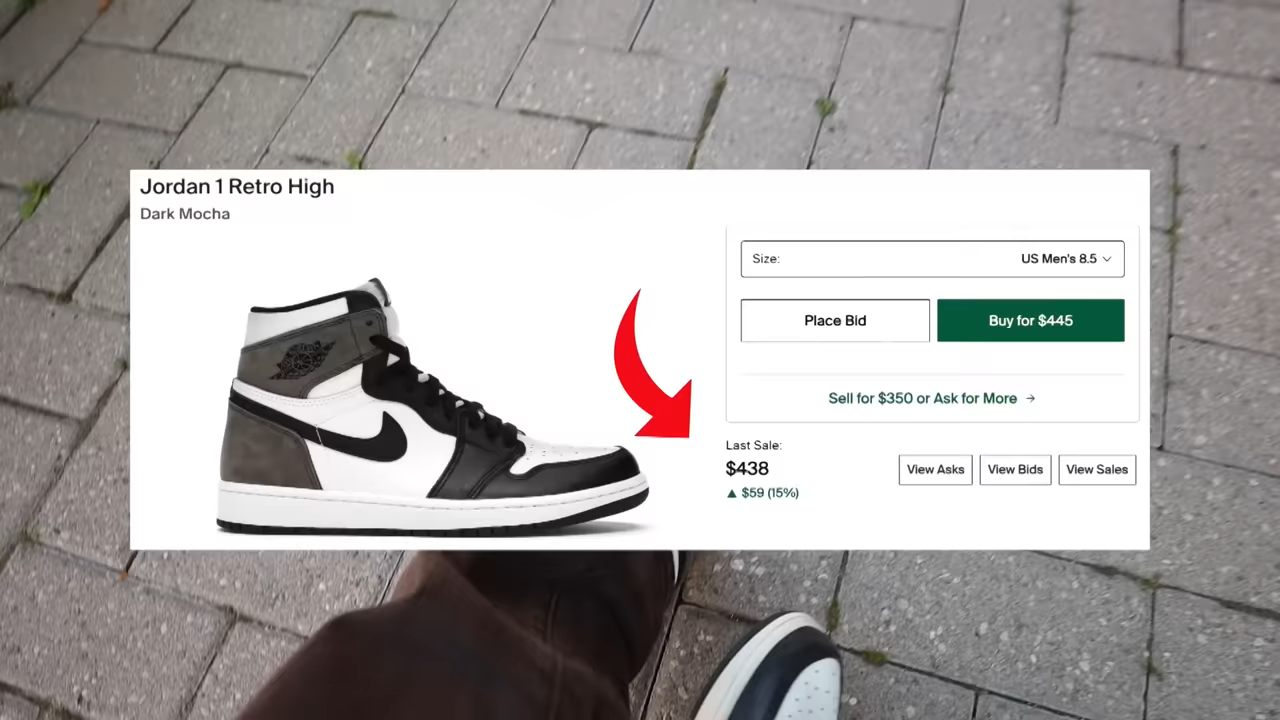 Jordan 1 Retro High
Dark Mocha
Size: US Men's 8.5
Place Bid
Buy for $445
Sell for $350 or Ask for More →
Last Sale:
$438
▲ $59 (15%)
View Asks
View Bids
View Sales